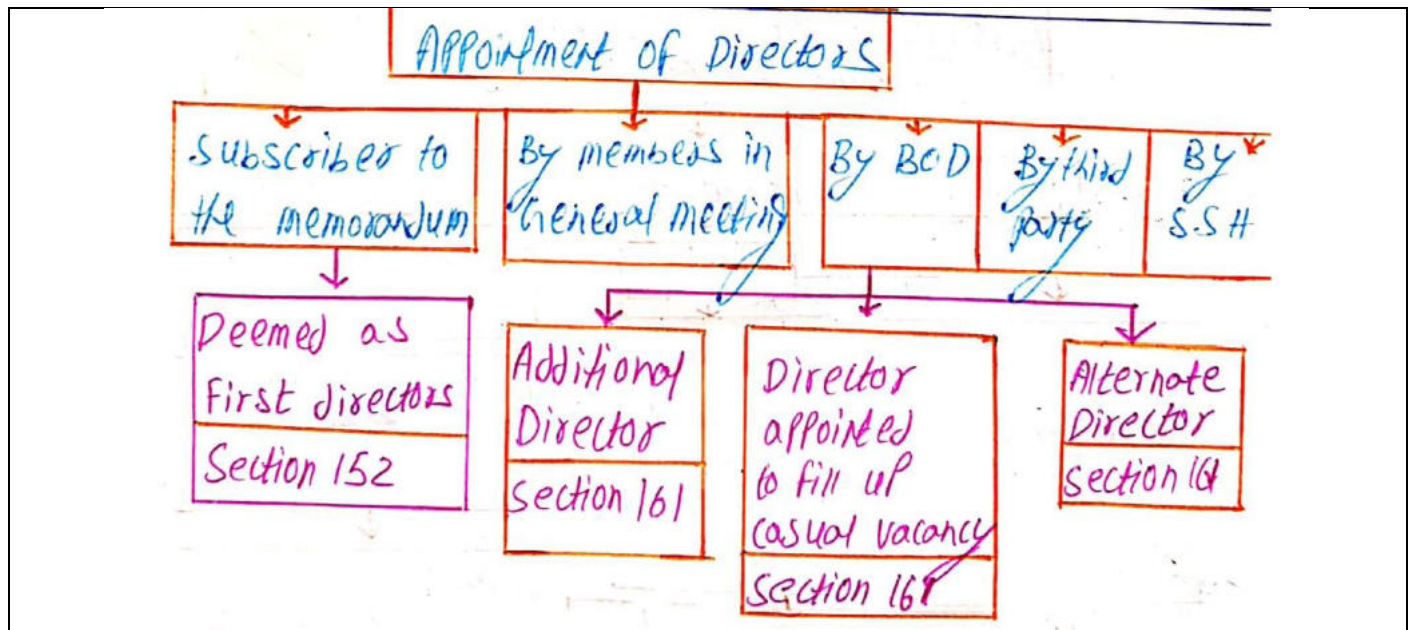 Appointment of Directors
Subscriber to
the memorandum
By members in
General meeting
By BOD
By third
party
By
S.S H
Deemed as
First directors
Section 152
Additional
Director
Section 161
Director
appointed
to fill up
casual vacancy
Section 161
Alternate
Director
Section 161